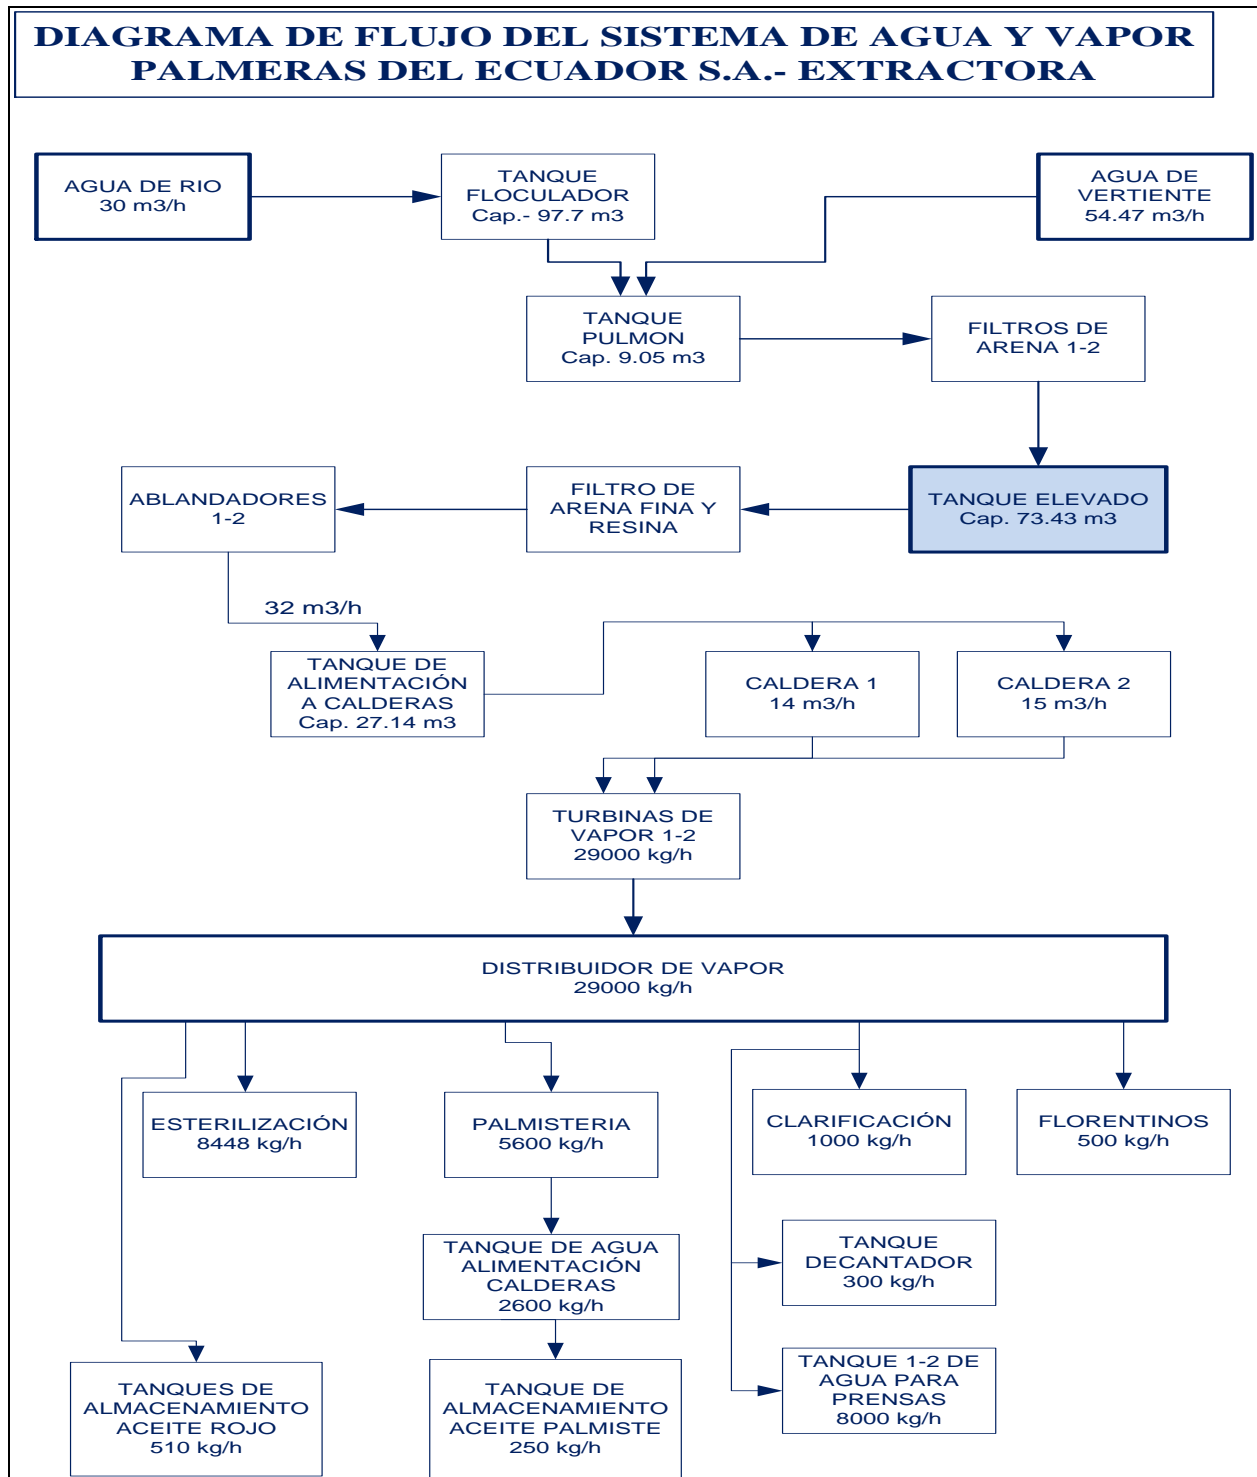 DIAGRAMA DE FLUJO DEL SISTEMA DE AGUA Y VAPOR
PALMERAS DEL ECUADOR S.A.- EXTRACTORA
AGUA DE RIO
30 m3/h
TANQUE
FLOCULADOR
Cap.- 97.7 m3
AGUA DE
VERTIENTE
54.47 m3/h
TANQUE
PULMON
Cap. 9.05 m3
FILTROS DE
ARENA 1-2
ABLANDADORES
1-2
FILTRO DE
ARENA FINA Y
RESINA
TANQUE ELEVADO
Cap. 73.43 m3
32 m3/h
TANQUE DE
ALIMENTACIÓN
A CALDERAS
Cap. 27.14 m3
CALDERA 1
14 m3/h
CALDERA 2
15 m3/h
TURBINAS DE
VAPOR 1-2
29000 kg/h
DISTRIBUIDOR DE VAPOR
29000 kg/h
ESTERILIZACIÓN
8448 kg/h
PALMISTERIA
5600 kg/h
CLARIFICACIÓN
1000 kg/h
FLORENTINOS
500 kg/h
TANQUE DE AGUA
ALIMENTACIÓN
CALDERAS
2600 kg/h
TANQUE
DECANTADOR
300 kg/h
TANQUES DE
ALMACENAMIENTO
ACEITE ROJO
510 kg/h
TANQUE DE
ALMACENAMIENTO
ACEITE PALMISTE
250 kg/h
TANQUE 1-2 DE
AGUA PARA
PRENSAS
8000 kg/h